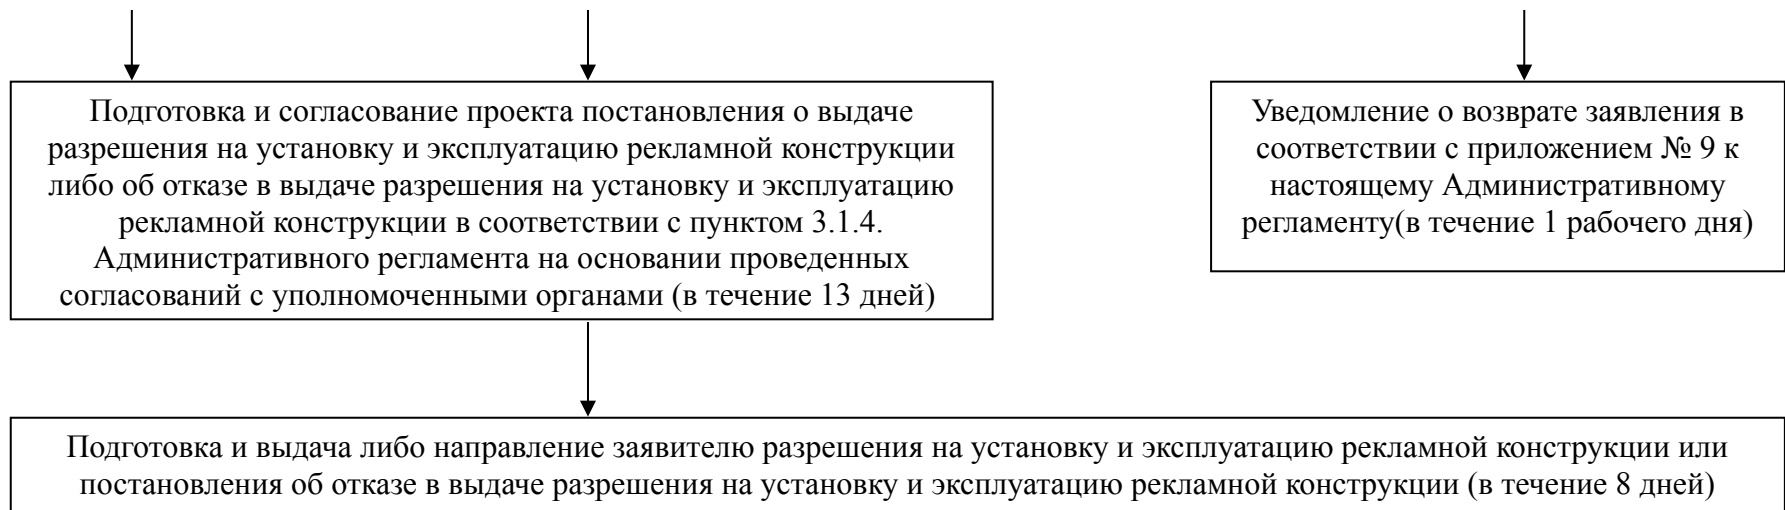 Подготовка и согласование проекта постановления о выдаче
разрешения на установку и эксплуатацию рекламной конструкции
либо об отказе в выдаче разрешения на установку и эксплуатацию
рекламной конструкции в соответствии с пунктом 3.1.4.
Административного регламента на основании проведенных
согласований с уполномоченными органами (в течение 13 дней)
Уведомление о возврате заявления в
соответствии с приложением № 9 к
настоящему Административному
регламенту(в течение 1 рабочего дня)
Подготовка и выдача либо направление заявителю разрешения на установку и эксплуатацию рекламной конструкции или
постановления об отказе в выдаче разрешения на установку и эксплуатацию рекламной конструкции (в течение 8 дней)